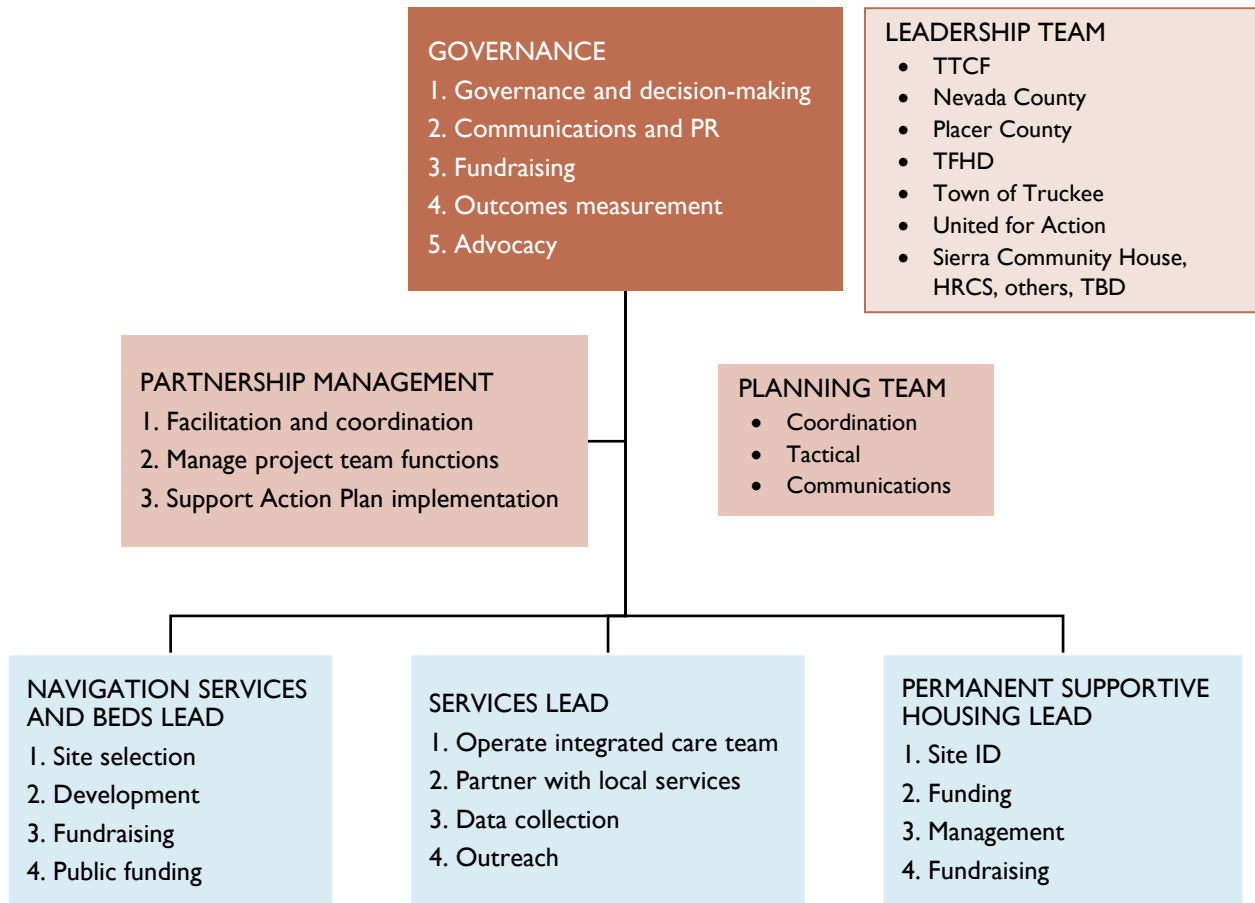 GOVERNANCE
1. Governance and decision-making
2. Communications and PR
3. Fundraising
4. Outcomes measurement
5. Advocacy
LEADERSHIP TEAM
• TTCF
• Nevada County
• Placer County
• TFHD
• Town of Truckee
• United for Action
• Sierra Community House,
HRCS, others, TBD
PARTNERSHIP MANAGEMENT
1. Facilitation and coordination
2. Manage project team functions
3. Support Action Plan implementation
PLANNING TEAM
• Coordination
• Tactical
• Communications
NAVIGATION SERVICES
AND BEDS LEAD
1. Site selection
2. Development
3. Fundraising
4. Public funding
SERVICES LEAD
1. Operate integrated care team
2. Partner with local services
3. Data collection
4. Outreach
PERMANENT SUPPORTIVE
HOUSING LEAD
1. Site ID
2. Funding
3. Management
4. Fundraising